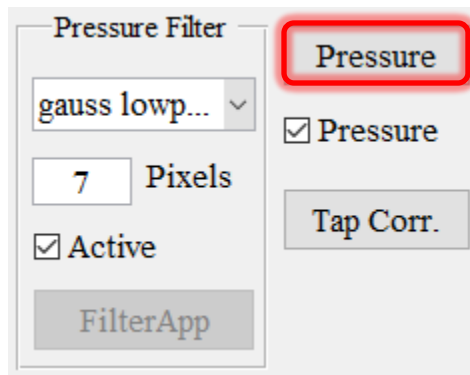 Pressure Filter
gauss lowp...
7 Pixels
Active
FilterApp
Pressure
Pressure
Tap Corr.